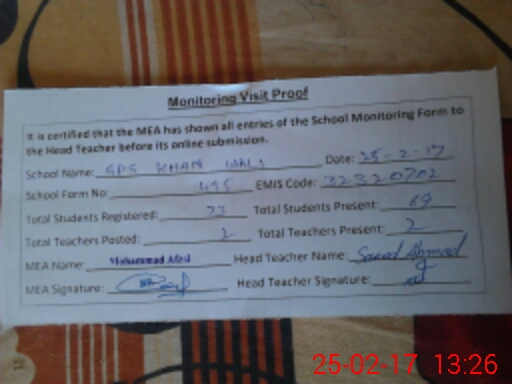 Monitoring Visit Proof
It is certified that the MEA has shown all entries of the School Monitoring Form to
the Head Teacher before its online submission.
School Name: GPS KHAN WALI Date: 25-2-17
School Form No: 495 EMIS Code: 32320702
Total Students Registered: 73 Total Students Present: 69
Total Teachers Posted: 2 Total Teachers Present: 2
MEA Name: Mohammad Afzal Head Teacher Name: Saeed Ahmad
MEA Signature: Head Teacher Signature:
25-02-17 13:26